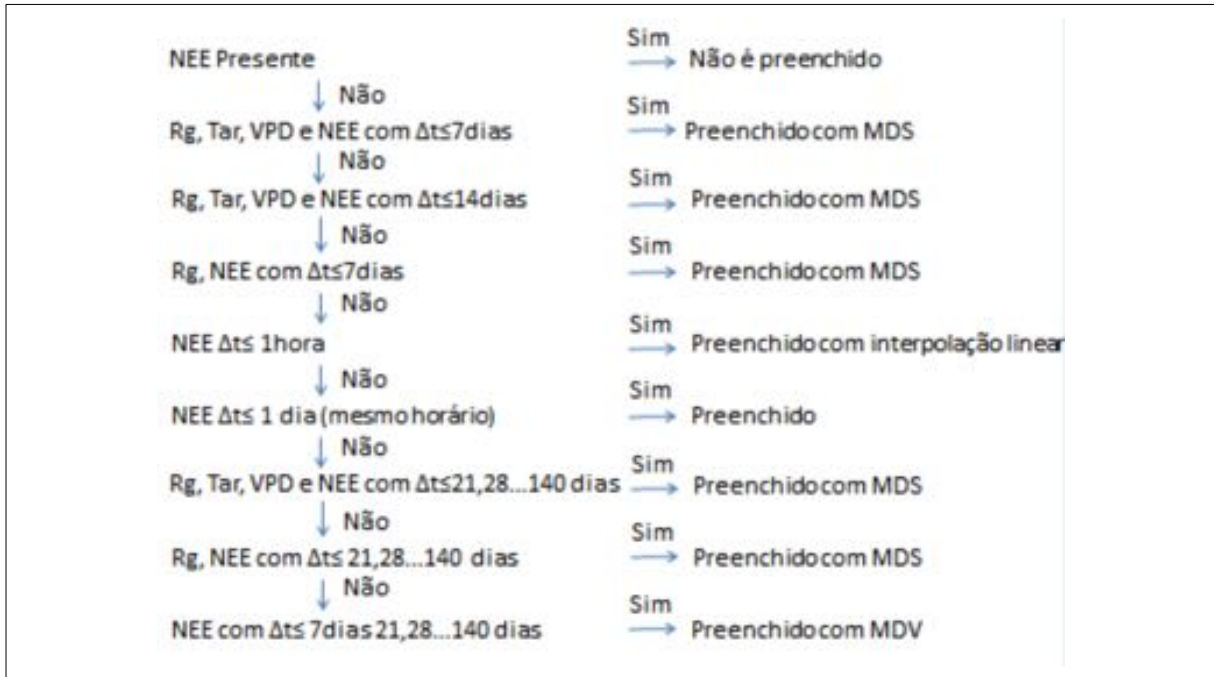 Sim
NEE Presente Não é preenchido
Não
Sim
Rg, Tar, VPD e NEE com Δt≤7dias Preenchido com MDS
Não
Sim
Rg, Tar, VPD e NEE com Δt≤14dias Preenchido com MDS
Não
Sim
Rg, NEE com Δt≤7dias Preenchido com MDS
Não
Sim
NEE Δt≤ 1hora Preenchido com interpolação linear
Não
Sim
NEE Δt≤ 1 dia (mesmo horário) Preenchido
Não
Sim
Rg, Tar, VPD e NEE com Δt≤21,28...140 dias Preenchido com MDS
Não
Sim
Rg, NEE com Δt≤ 21,28...140 dias Preenchido com MDS
Não
Sim
NEE com Δt≤ 7dias 21,28...140 dias Preenchido com MDV